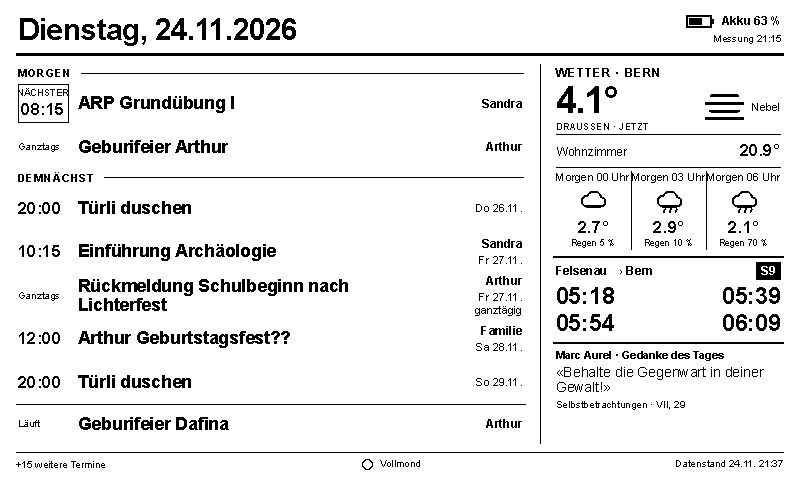 Dienstag, 24.11.2026
Akku 63 %
Messung 21:15
MORGEN
NÄCHSTER
08:15
ARP Grundübung I
Sandra
Ganztags
Geburifeier Arthur
Arthur
DEMNÄCHST
20:00
Türli duschen
Do 26.11.
10:15
Einführung Archäologie
Sandra
Fr 27.11.
Ganztags
Rückmeldung Schulbeginn nach
Lichterfest
Arthur
Fr 27.11.
ganztägig
12:00
Arthur Geburtstagsfest??
Familie
Sa 28.11.
20:00
Türli duschen
So 29.11.
Läuft
Geburifeier Dafina
Arthur
WETTER · BERN
4.1°
Nebel
DRAUSSEN · JETZT
Wohnzimmer
20.9°
Morgen 00 Uhr
Morgen 03 Uhr
Morgen 06 Uhr
2.7°
2.9°
2.1°
Regen 5 %
Regen 10 %
Regen 70 %
Felsenau › Bern
S9
05:18
05:39
05:54
06:09
Marc Aurel · Gedanke des Tages
«Behalte die Gegenwart in deiner
Gewalt!»
Selbstbetrachtungen · VII, 29
+15 weitere Termine
Vollmond
Datenstand 24.11. 21:37